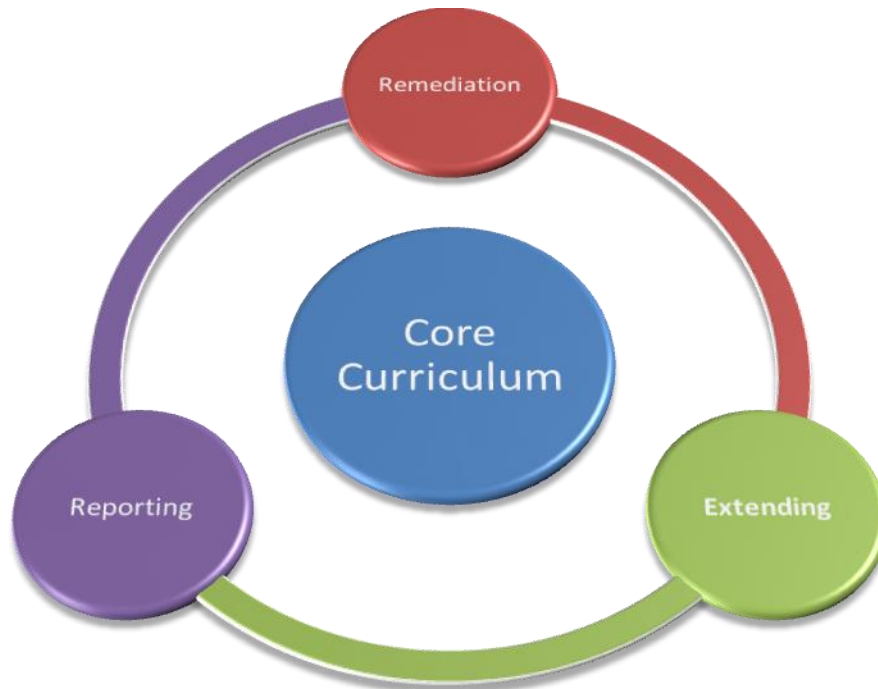 Remediation
Core
Curriculum
Reporting
Extending